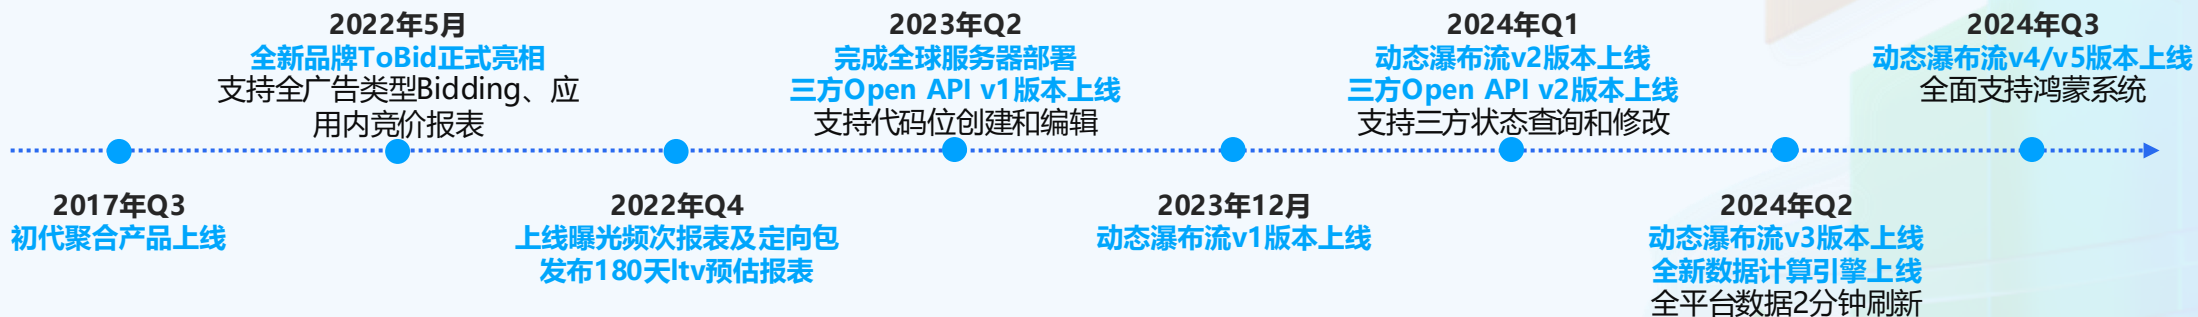 2022年5月
全新品牌ToBid正式亮相
支持全广告类型Bidding、应
用内竞价报表
2023年Q2
完成全球服务器部署
三方Open API v1版本上线
支持代码位创建和编辑
2024年Q1
动态瀑布流v2版本上线
三方Open API v2版本上线
支持三方状态查询和修改
2024年Q3
动态瀑布流v4/v5版本上线
全面支持鸿蒙系统
2017年Q3
初代聚合产品上线
2022年Q4
上线曝光频次报表及定向包
发布180天ltv预估报表
2023年12月
动态瀑布流v1版本上线
2024年Q2
动态瀑布流v3版本上线
全新数据计算引擎上线
全平台数据2分钟刷新